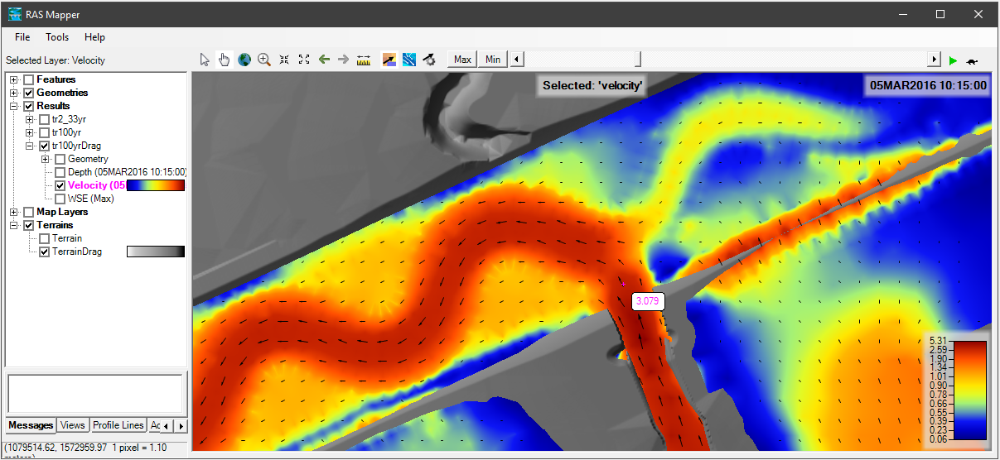 RAS Mapper
File Tools Help
Selected Layer: Velocity
Max Min
Features
Geometries
Results
tr2_33yr
tr100yr
tr100yrDrag
Geometry
Depth (05MAR2016 10:15:00)
Velocity (05
WSE (Max)
Map Layers
Terrains
Terrain
TerrainDrag
Selected: 'velocity'
05MAR2016 10:15:00
3.079
5.31
2.59
1.90
1.34
1.01
0.90
0.78
0.66
0.55
0.39
0.23
0.06
Messages Views Profile Lines Ac
(1079514.62, 1572959.97 1 pixel = 1.10
meters)